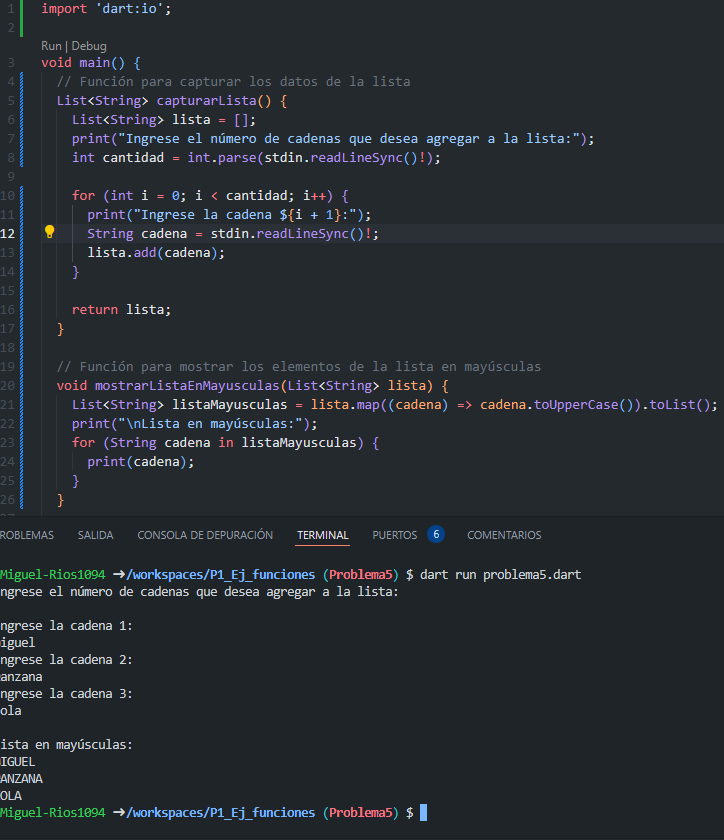 1 import 'dart:io';
2
Run | Debug
3 void main() {
4 // Función para capturar los datos de la lista
5 List<String> capturarLista() {
6 List<String> lista = [];
7 print("Ingrese el número de cadenas que desea agregar a la lista:");
8 int cantidad = int.parse(stdin.readLineSync()!);
9
10 for (int i = 0; i < cantidad; i++) {
11 print("Ingrese la cadena ${i + 1}:");
12 String cadena = stdin.readLineSync()!;
13 lista.add(cadena);
14 }
15
16 return lista;
17 }
18
19 // Función para mostrar los elementos de la lista en mayúsculas
20 void mostrarListaEnMayusculas(List<String> lista) {
21 List<String> listaMayusculas = lista.map((cadena) => cadena.toUpperCase()).toList();
22 print("\nLista en mayúsculas:");
23 for (String cadena in listaMayusculas) {
24 print(cadena);
25 }
26 }
ROBLEMAS SALIDA CONSOLA DE DEPURACIÓN TERMINAL PUERTOS 6 COMENTARIOS
Miguel-Rios1094 ➜/workspaces/P1_Ej_funciones (Problema5) $ dart run problema5.dart
ngrese el número de cadenas que desea agregar a la lista:
ngrese la cadena 1:
iguel
ngrese la cadena 2:
anzana
ngrese la cadena 3:
ola
ista en mayúsculas:
IGUEL
ANZANA
OLA
Miguel-Rios1094 ➜/workspaces/P1_Ej_funciones (Problema5) $